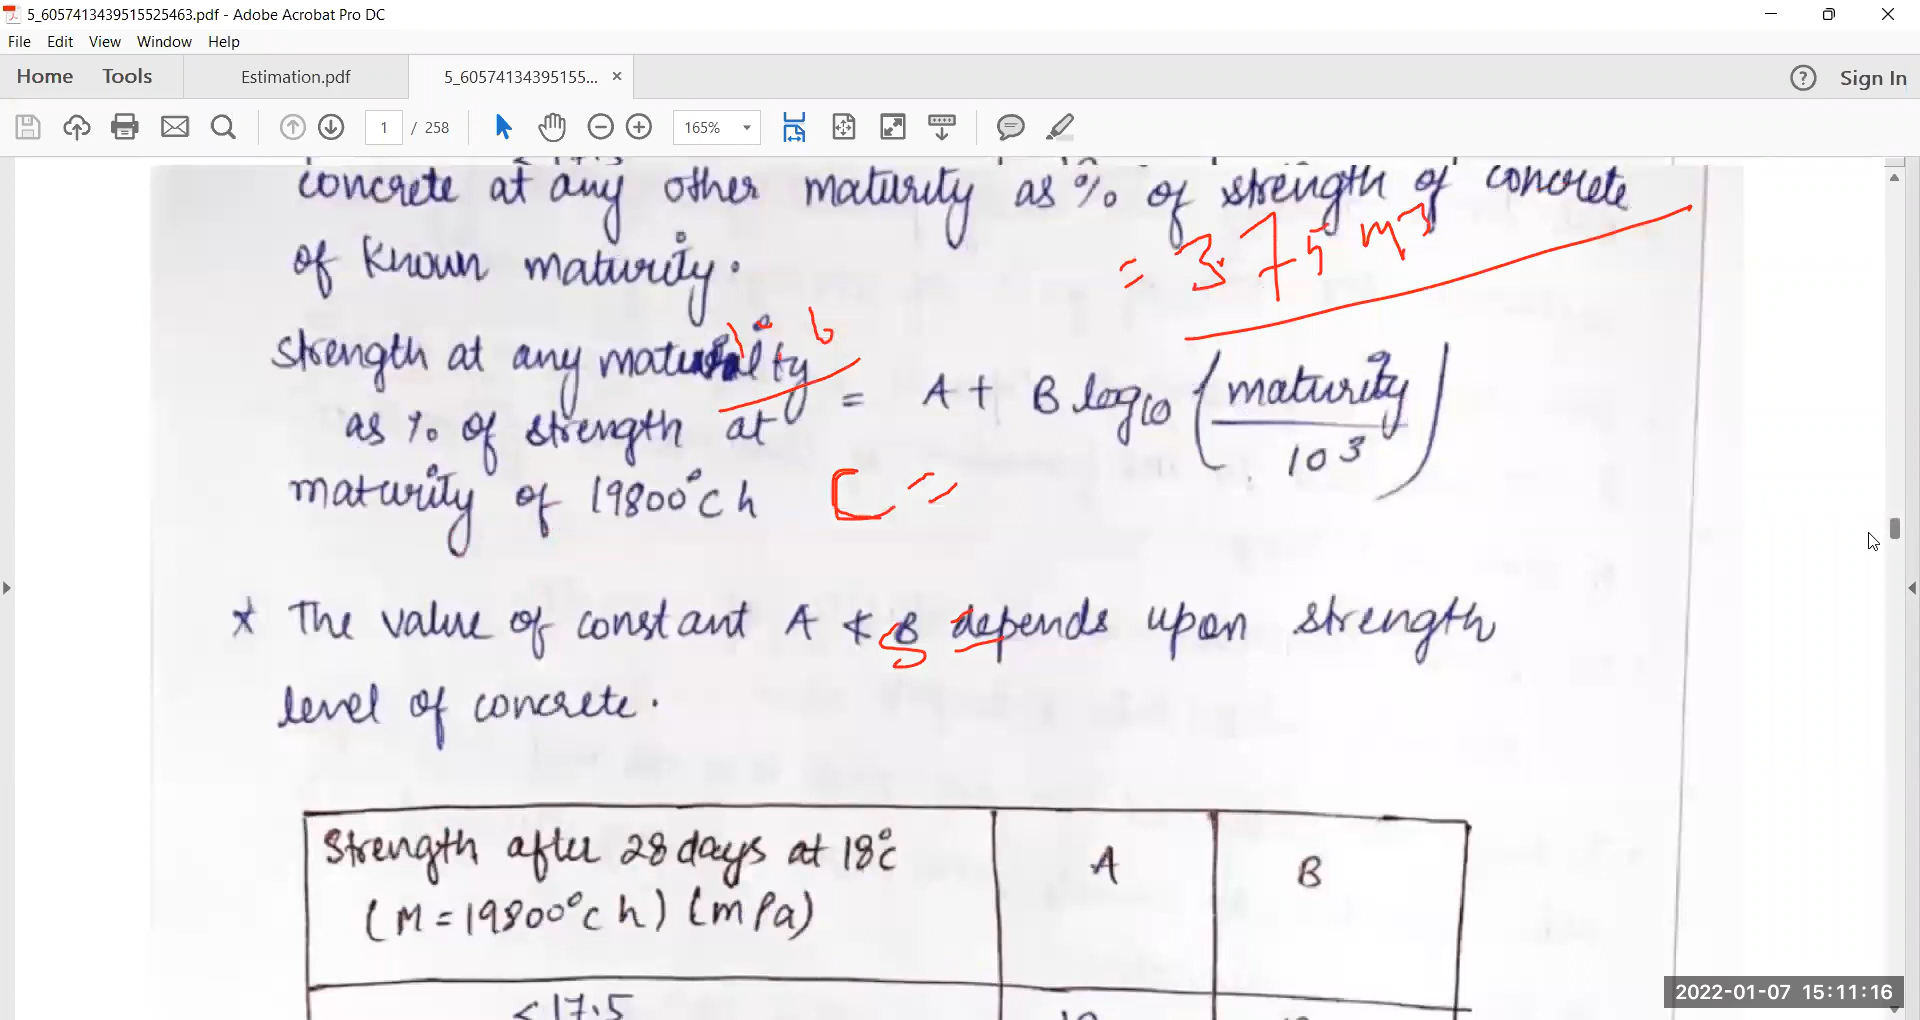 5_6057413439515525463.pdf - Adobe Acrobat Pro DC
File Edit View Window Help
Home Tools Estimation.pdf 5_60574134395155... × ? Sign In
1 / 258 165%
concrete at any other maturity as % of strength of concrete
of known maturity.
= 3.75 m3
strength at any maturity
as % of strength at
maturity of 19800°c h
= A + B log10 (maturity / 10^3)
C =
* The value of constant A & B depends upon strength
level of concrete.
Strength after 28 days at 18°c
(M = 19800°c h) (mPa)
A
B
<17.5
10
2022-01-07 15:11:16